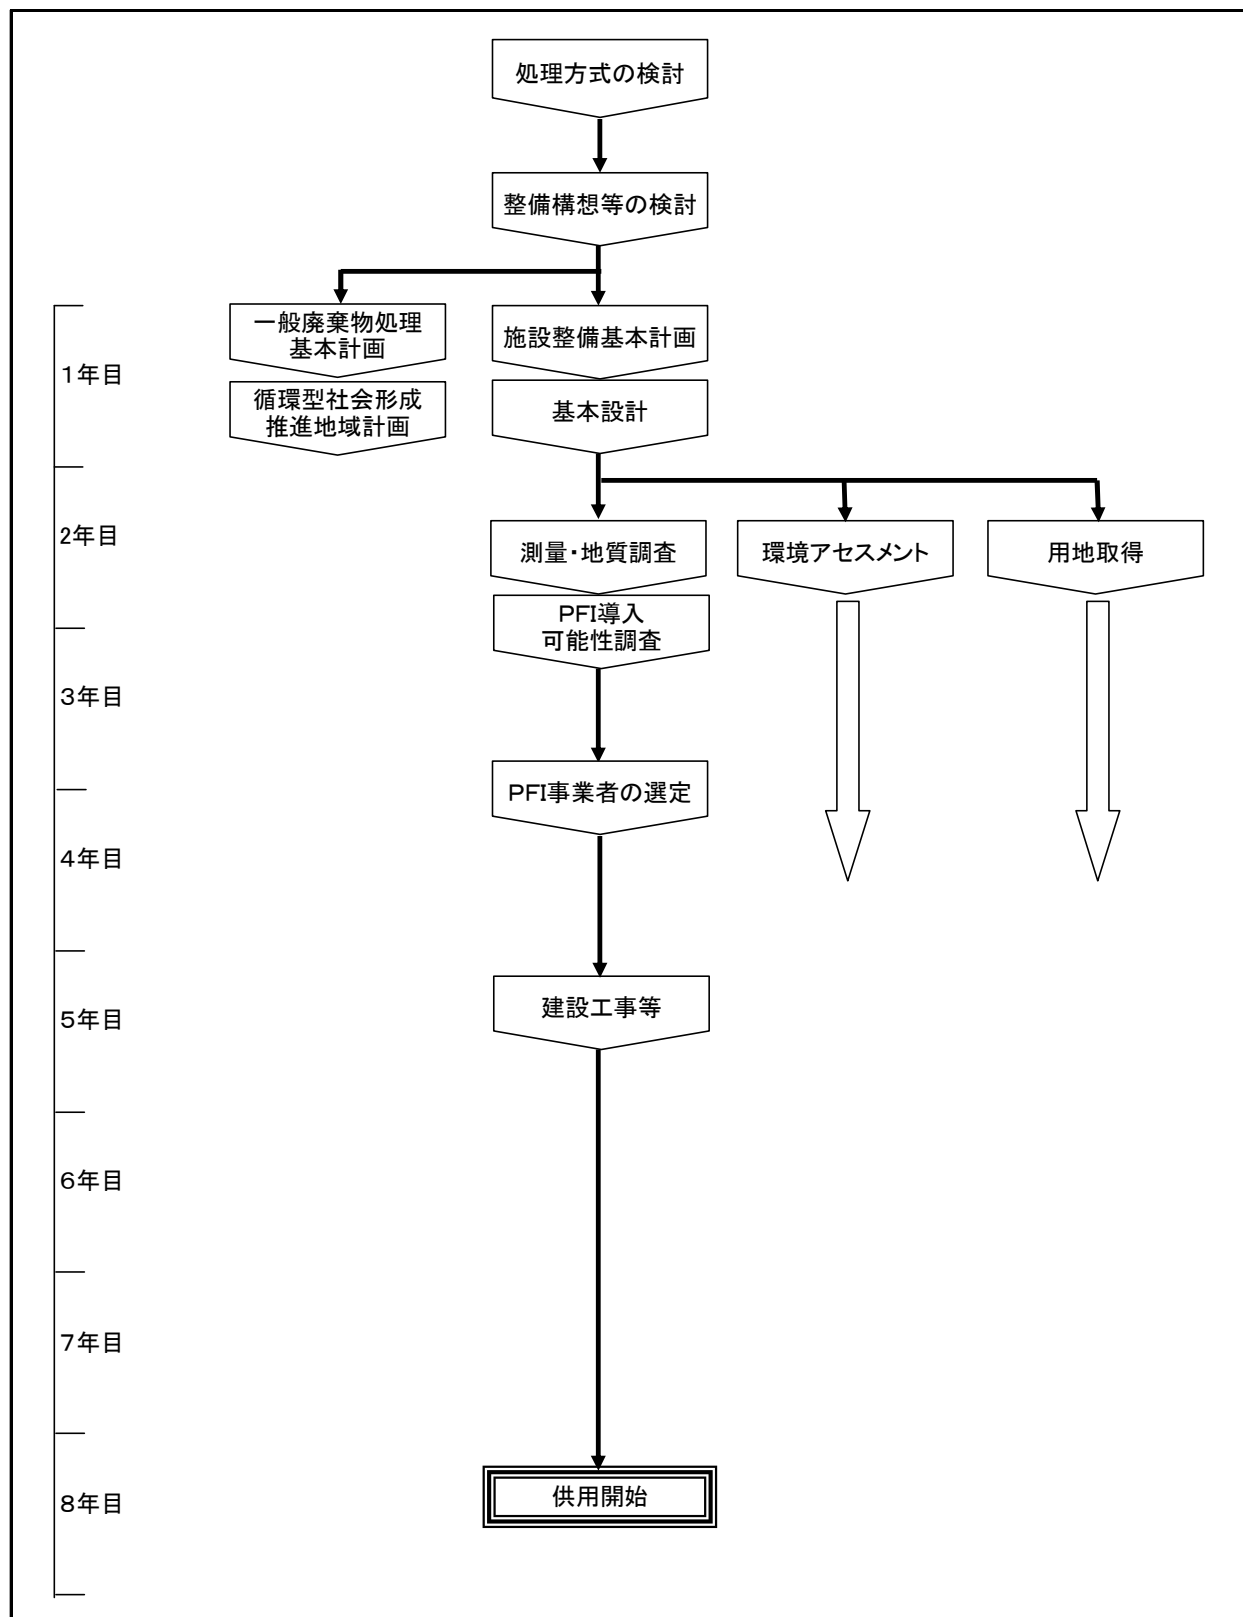 処理方式の検討
整備構想等の検討
一般廃棄物処理
基本計画
施設整備基本計画
1年目
循環型社会形成
推進地域計画
基本設計
2年目
測量・地質調査
環境アセスメント
用地取得
PFI導入
可能性調査
3年目
PFI事業者の選定
4年目
建設工事等
5年目
6年目
7年目
供用開始
8年目